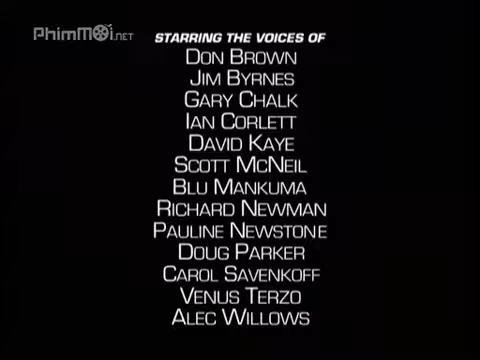 PhimMoi.NET
STARRING THE VOICES OF
DON BROWN
JIM BYRNES
GARY CHALK
IAN CORLETT
DAVID KAYE
SCOTT MCNEIL
BLU MANKUMA
RICHARD NEWMAN
PAULINE NEWSTONE
DOUG PARKER
CAROL SAVENKOFF
VENUS TERZO
ALEC WILLOWS